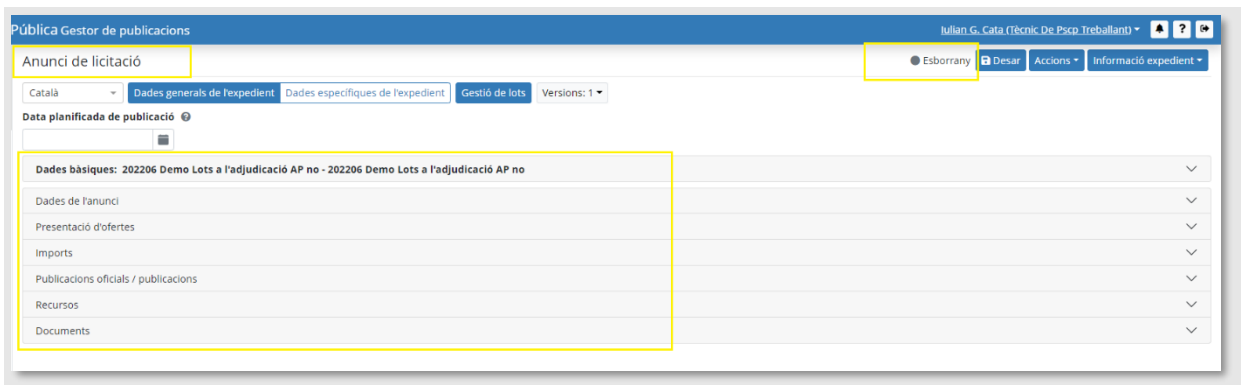 Pública Gestor de publicacions Iulian G. Cata (Tècnic De Pscp Treballant) ?
Anunci de licitació Esborrany Desar Accions Informació expedient
Català Dades generals de l'expedient Dades específiques de l'expedient Gestió de lots Versions: 1
Data planificada de publicació ?
Dades bàsiques: 202206 Demo Lots a l'adjudicació AP no - 202206 Demo Lots a l'adjudicació AP no
Dades de l'anunci
Presentació d'ofertes
Imports
Publicacions oficials / publicacions
Recursos
Documents